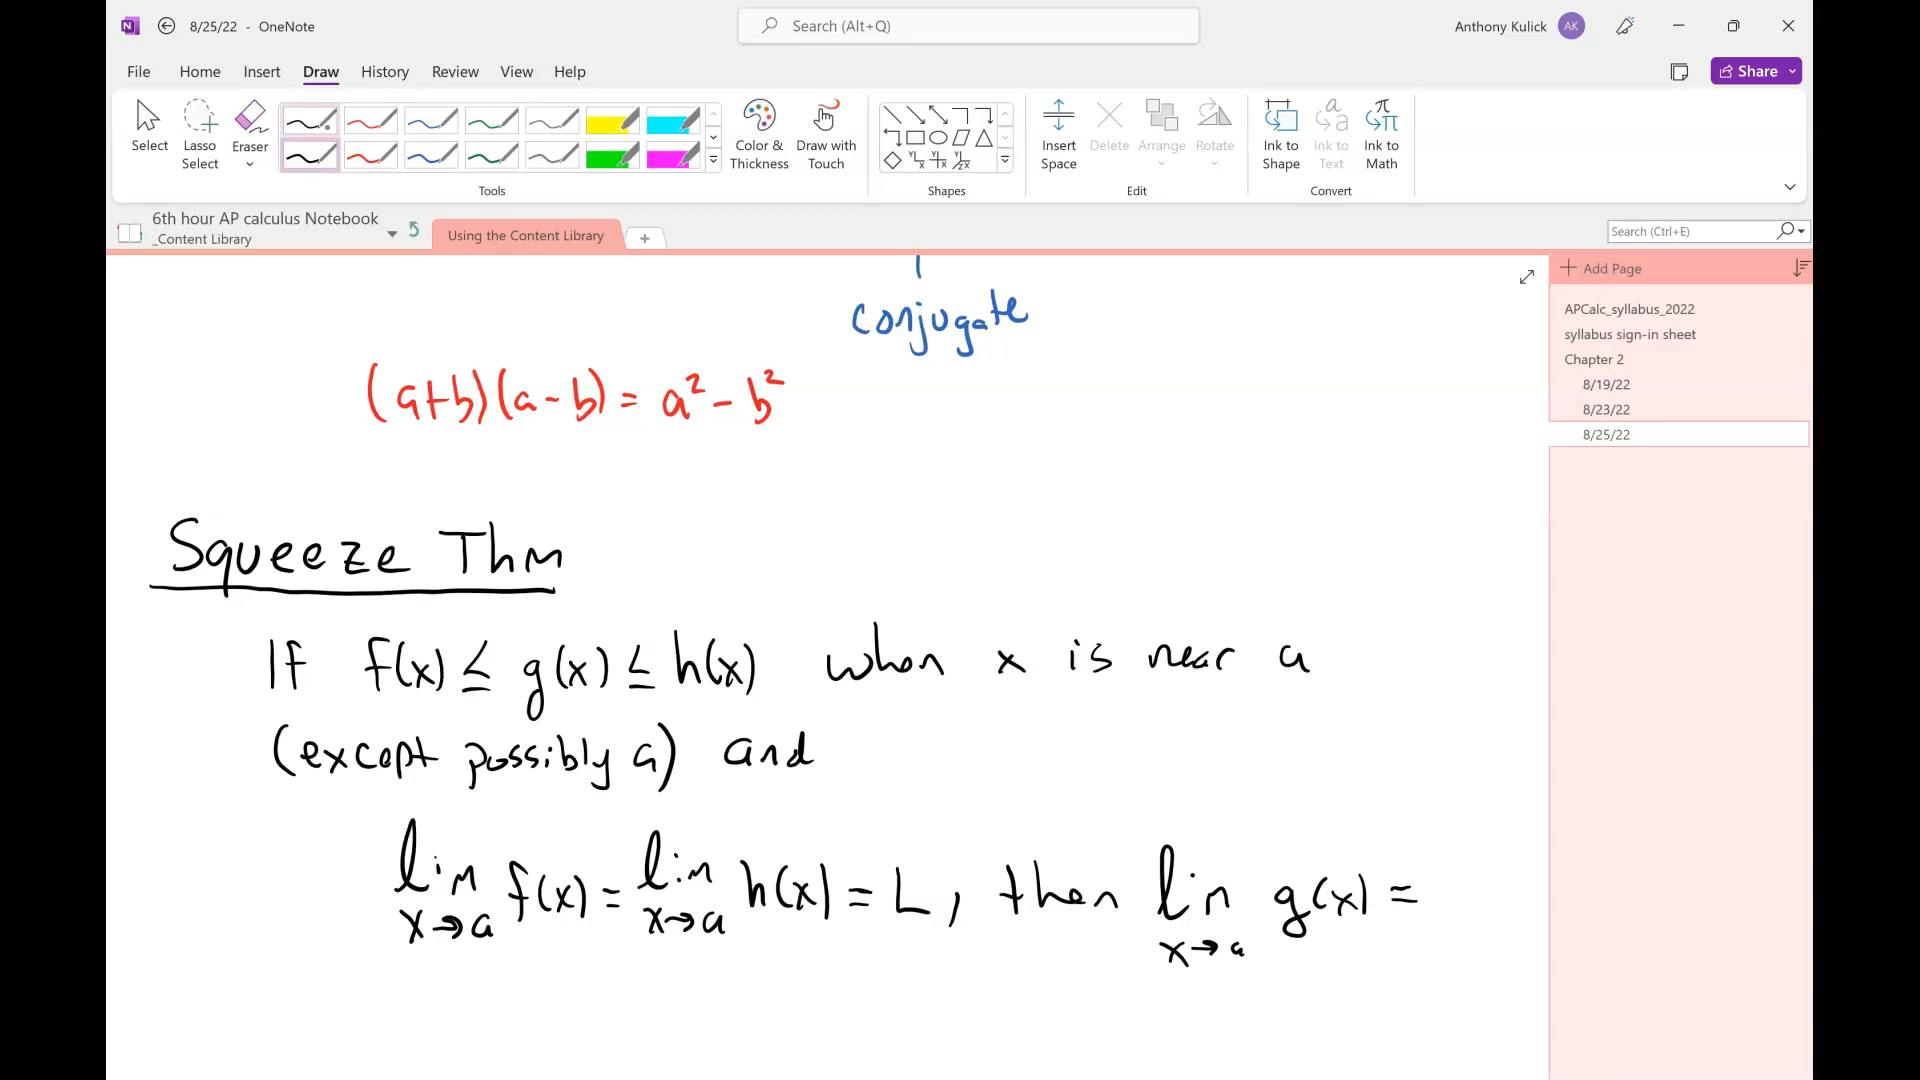 8/25/22 - OneNote
Search (Alt+Q)
Anthony Kulick AK
File Home Insert Draw History Review View Help
Share
Select
Lasso Select
Eraser
Color & Thickness
Draw with Touch
Insert Space
Delete
Arrange
Rotate
Ink to Shape
Ink to Text
Ink to Math
Tools Shapes Edit Convert
6th hour AP calculus Notebook
_Content Library
Using the Content Library
Search (Ctrl+E)
Add Page
APCalc_syllabus_2022
syllabus sign-in sheet
Chapter 2
8/19/22
8/23/22
8/25/22
conjugate
(a+b)(a-b) = a² - b²
Squeeze Thm
If f(x) ≤ g(x) ≤ h(x) when x is near a
(except possibly a) and
lim x→a f(x) = lim x→a h(x) = L, then lim x→a g(x) =